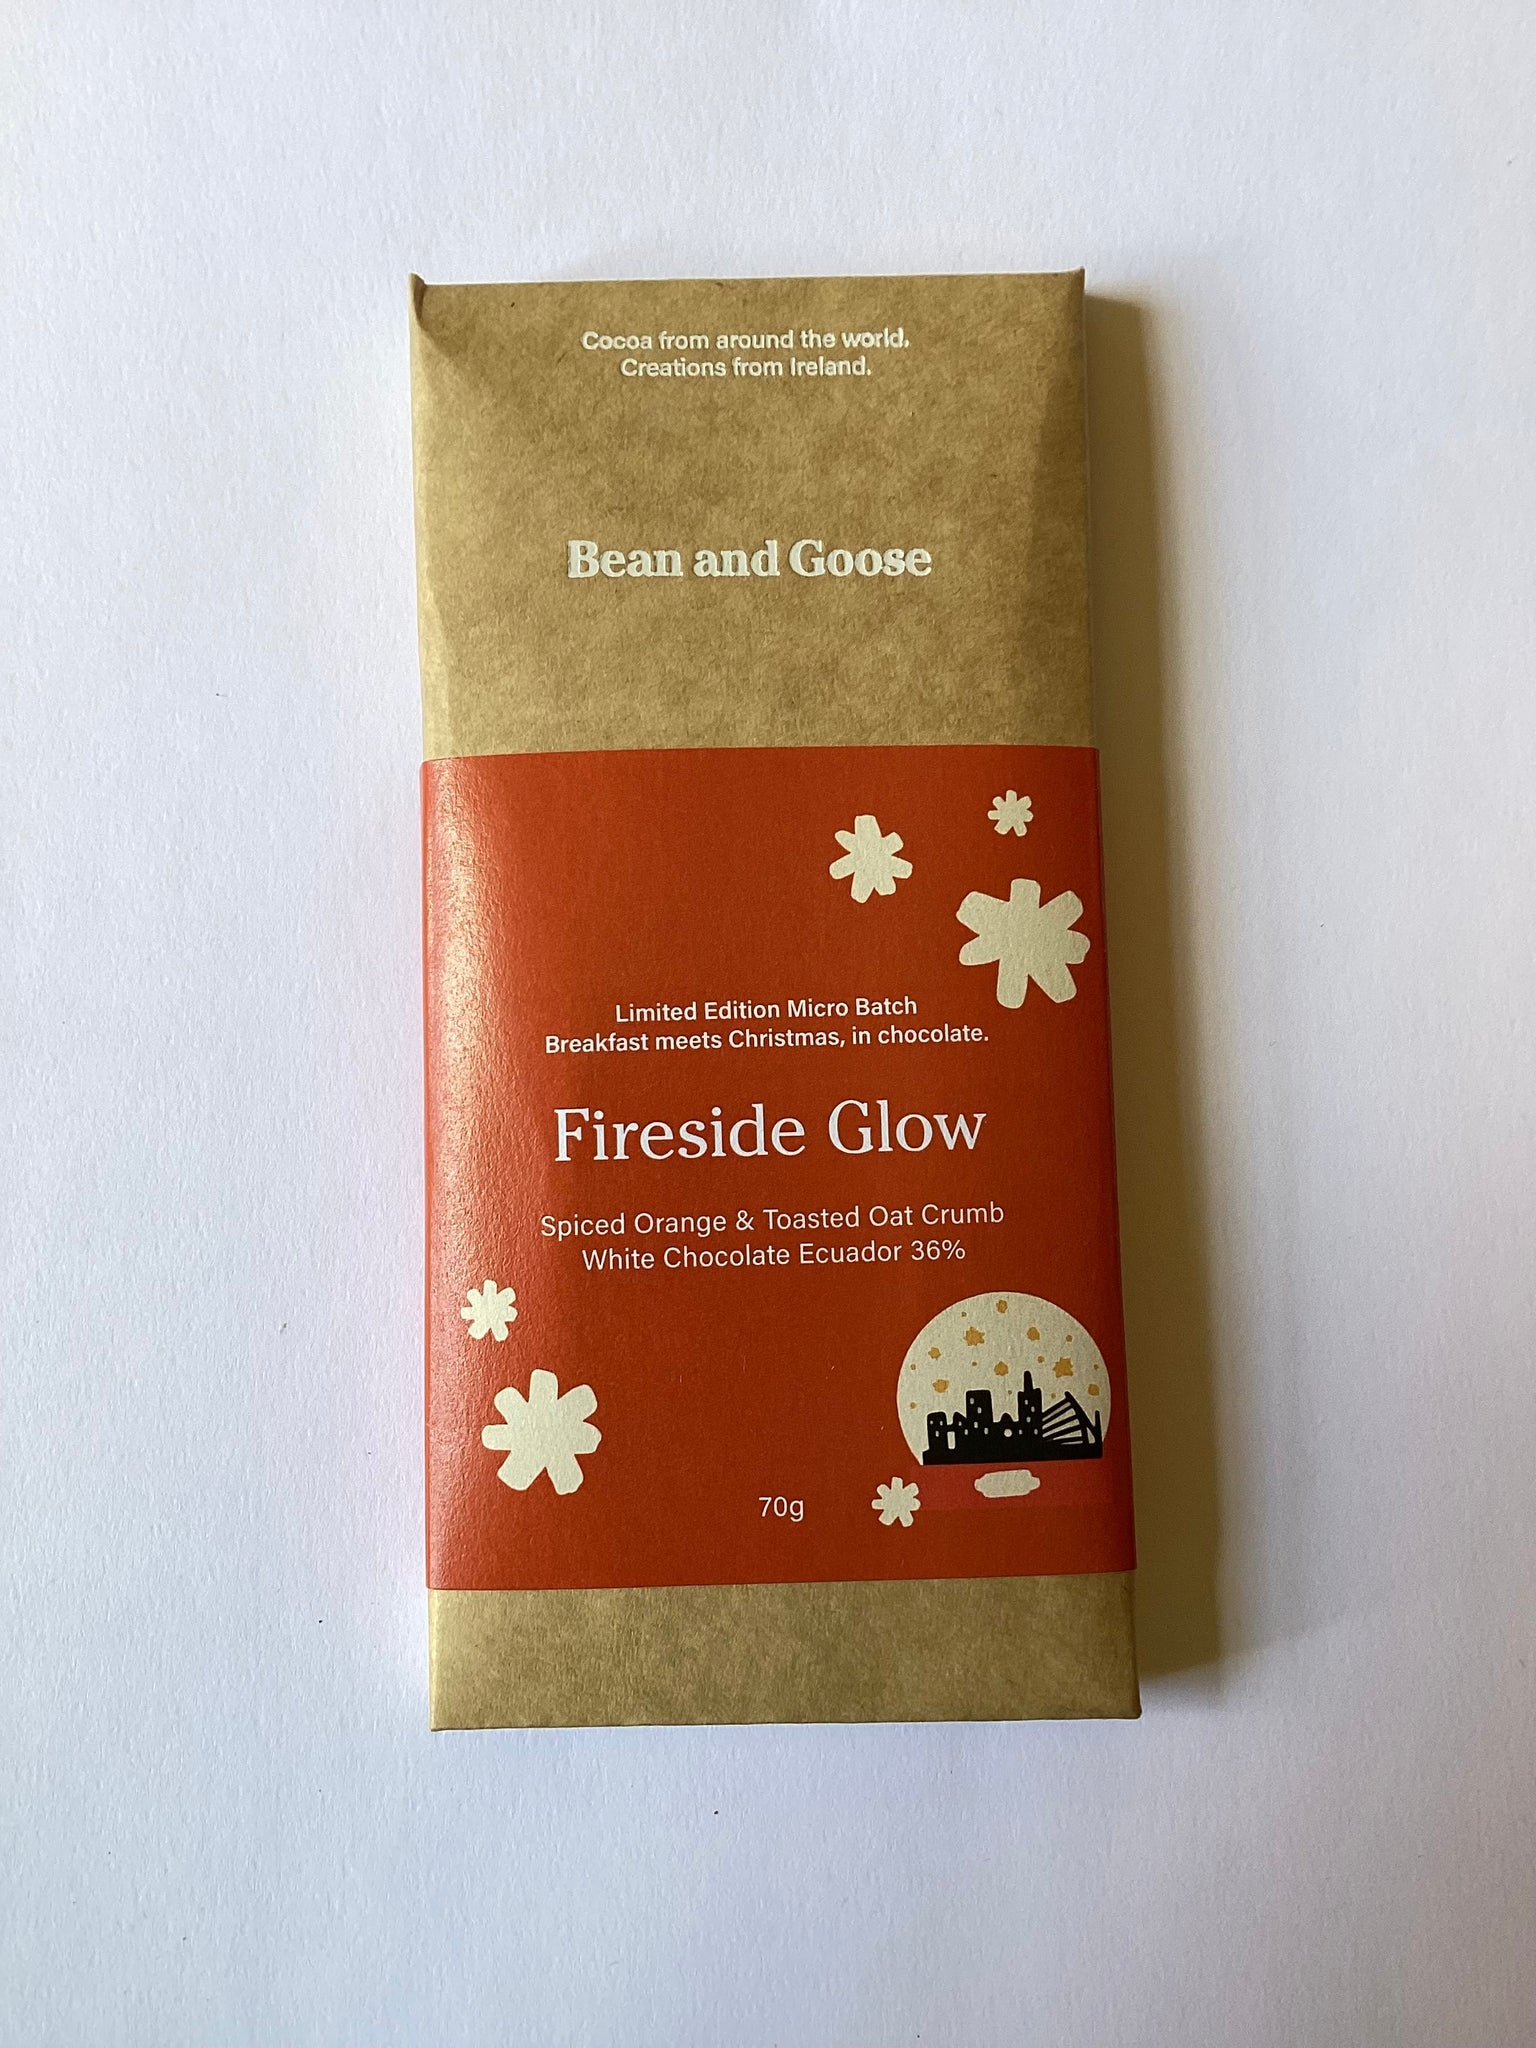 Cocoa from around the world.
Creations from Ireland.
Bean and Goose
Limited Edition Micro Batch
Breakfast meets Christmas, in chocolate.
Fireside Glow
Spiced Orange & Toasted Oat Crumb
White Chocolate Ecuador 36%
70g